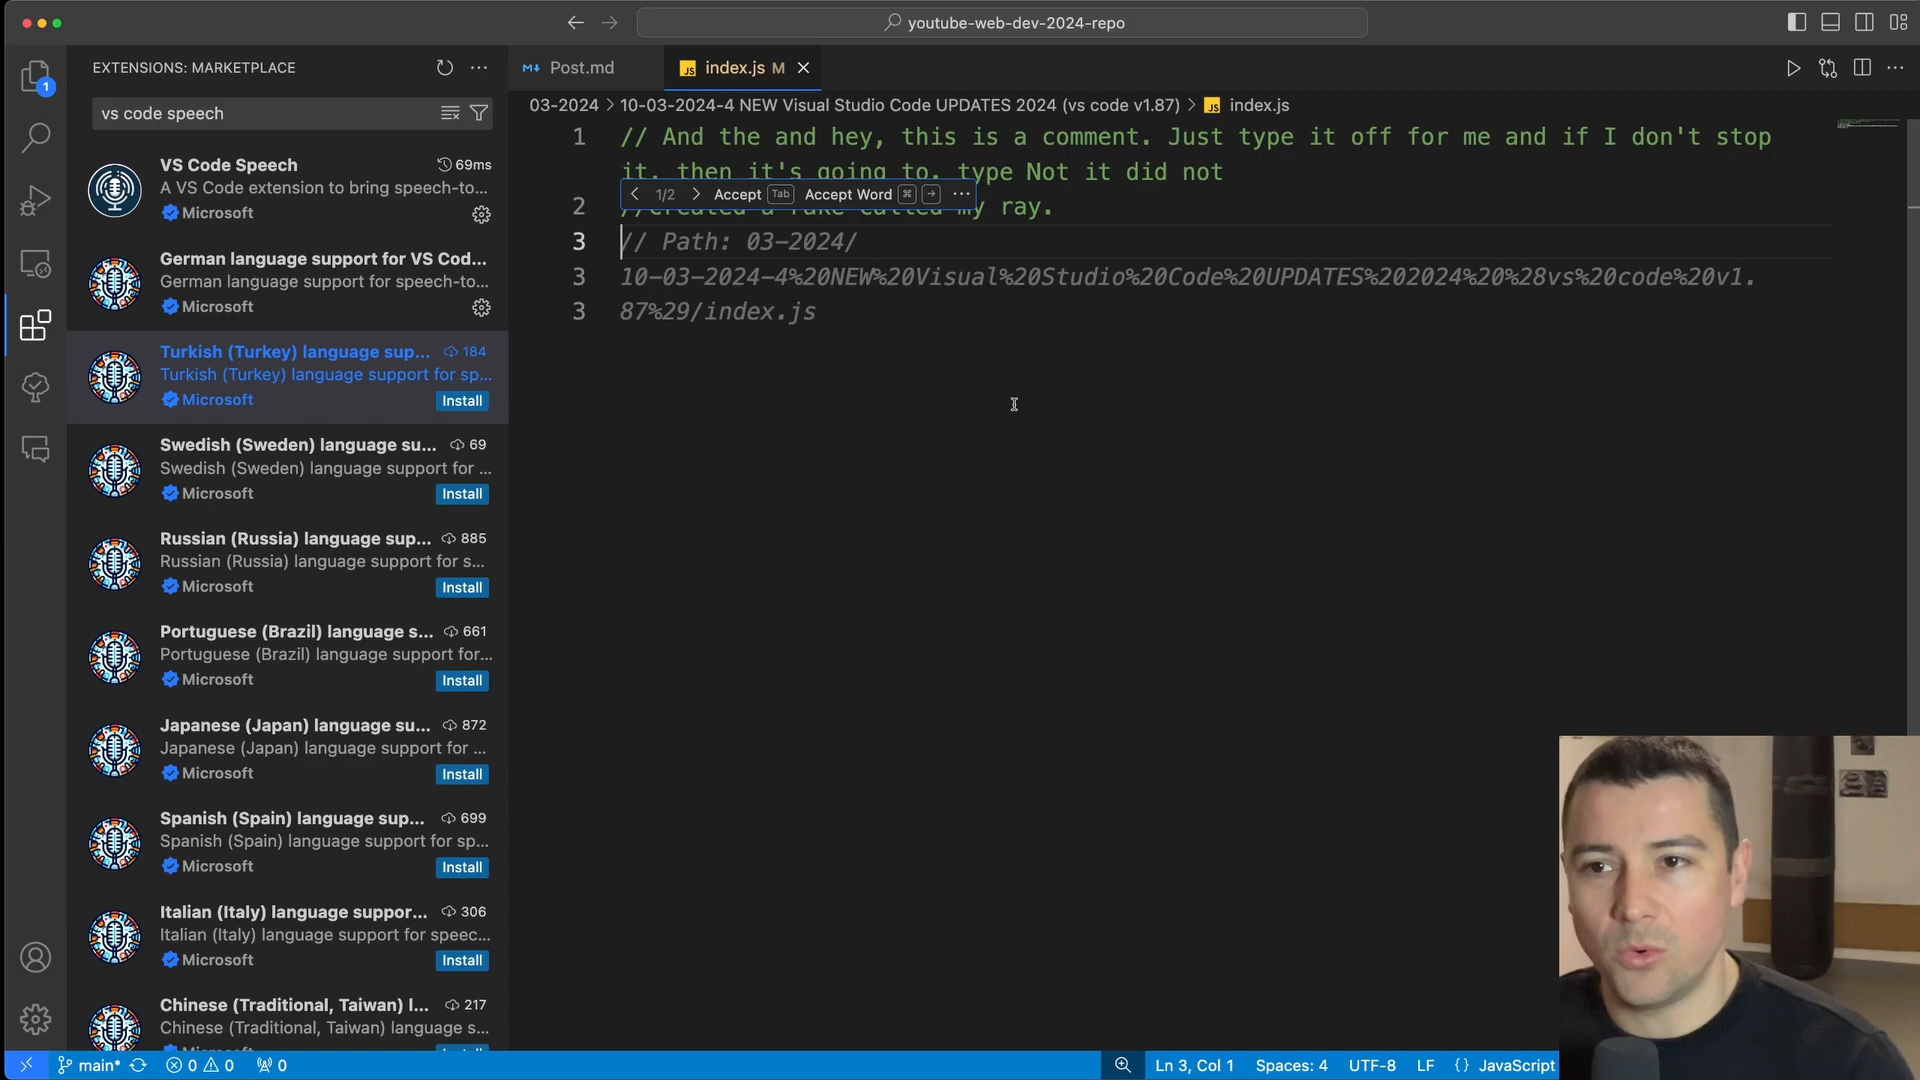 youtube-web-dev-2024-repo
EXTENSIONS: MARKETPLACE
vs code speech
1
VS Code Speech
69ms
A VS Code extension to bring speech-to...
Microsoft
German language support for VS Cod...
German language support for speech-to...
Microsoft
Turkish (Turkey) language sup...
184
Turkish (Turkey) language support for sp...
Microsoft
Install
Swedish (Sweden) language su...
69
Swedish (Sweden) language support for ...
Microsoft
Install
Russian (Russia) language sup...
885
Russian (Russia) language support for s...
Microsoft
Install
Portuguese (Brazil) language s...
661
Portuguese (Brazil) language support for...
Microsoft
Install
Japanese (Japan) language su...
872
Japanese (Japan) language support for ...
Microsoft
Install
Spanish (Spain) language sup...
699
Spanish (Spain) language support for sp...
Microsoft
Install
Italian (Italy) language suppor...
306
Italian (Italy) language support for speec...
Microsoft
Install
Chinese (Traditional, Taiwan) l...
217
Chinese (Traditional, Taiwan) language s...
Microsoft
Install
Post.md
JS index.js M
03-2024 > 10-03-2024-4 NEW Visual Studio Code UPDATES 2024 (vs code v1.87) > JS index.js
1 // And the and hey, this is a comment. Just type it off for me and if I don't stop
it, then it's going to. type Not it did not
1/2 Accept Tab Accept Word ⌘ → ...
2 //created a fake called my ray.
3 // Path: 03-2024/
3 10-03-2024-4%20NEW%20Visual%20Studio%20Code%20UPDATES%202024%20%28vs%20code%20v1.
3 87%29/index.js
main*
0 0
0
Ln 3, Col 1
Spaces: 4
UTF-8
LF
{} JavaScript